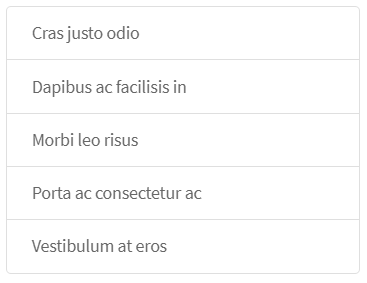 Cras justo odio
Dapibus ac facilisis in
Morbi leo risus
Porta ac consectetur ac
Vestibulum at eros